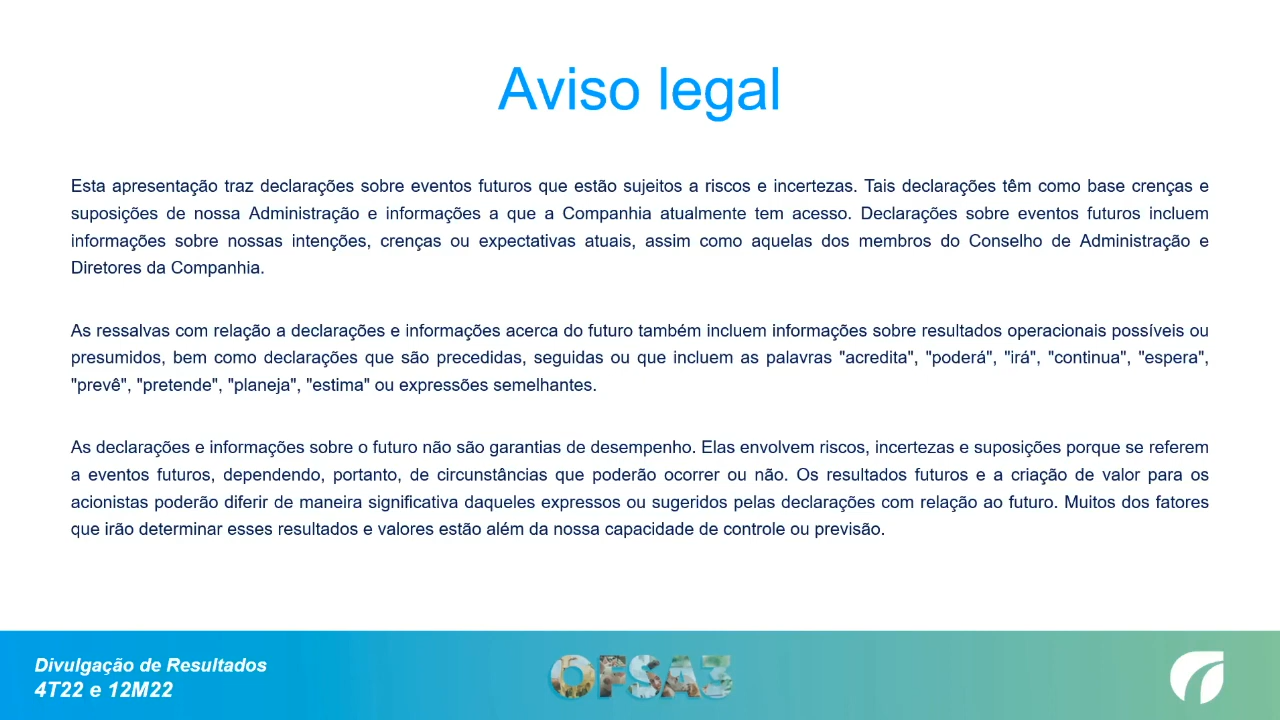 Aviso legal
Esta apresentação traz declarações sobre eventos futuros que estão sujeitos a riscos e incertezas. Tais declarações têm como base crenças e
suposições de nossa Administração e informações a que a Companhia atualmente tem acesso. Declarações sobre eventos futuros incluem
informações sobre nossas intenções, crenças ou expectativas atuais, assim como aquelas dos membros do Conselho de Administração e
Diretores da Companhia.
As ressalvas com relação a declarações e informações acerca do futuro também incluem informações sobre resultados operacionais possíveis ou
presumidos, bem como declarações que são precedidas, seguidas ou que incluem as palavras "acredita", "poderá", "irá", "continua", "espera",
"prevê", "pretende", "planeja", "estima" ou expressões semelhantes.
As declarações e informações sobre o futuro não são garantias de desempenho. Elas envolvem riscos, incertezas e suposições porque se referem
a eventos futuros, dependendo, portanto, de circunstâncias que poderão ocorrer ou não. Os resultados futuros e a criação de valor para os
acionistas poderão diferir de maneira significativa daqueles expressos ou sugeridos pelas declarações com relação ao futuro. Muitos dos fatores
que irão determinar esses resultados e valores estão além da nossa capacidade de controle ou previsão.
Divulgação de Resultados
4T22 e 12M22
OFSA3